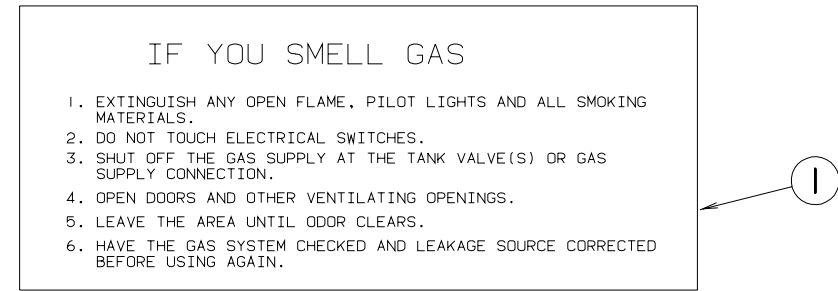 IF YOU SMELL GAS
1. EXTINGUISH ANY OPEN FLAME, PILOT LIGHTS AND ALL SMOKING
MATERIALS.
2. DO NOT TOUCH ELECTRICAL SWITCHES.
3. SHUT OFF THE GAS SUPPLY AT THE TANK VALVE(S) OR GAS
SUPPLY CONNECTION.
4. OPEN DOORS AND OTHER VENTILATING OPENINGS.
5. LEAVE THE AREA UNTIL ODOR CLEARS.
6. HAVE THE GAS SYSTEM CHECKED AND LEAKAGE SOURCE CORRECTED
BEFORE USING AGAIN.
1